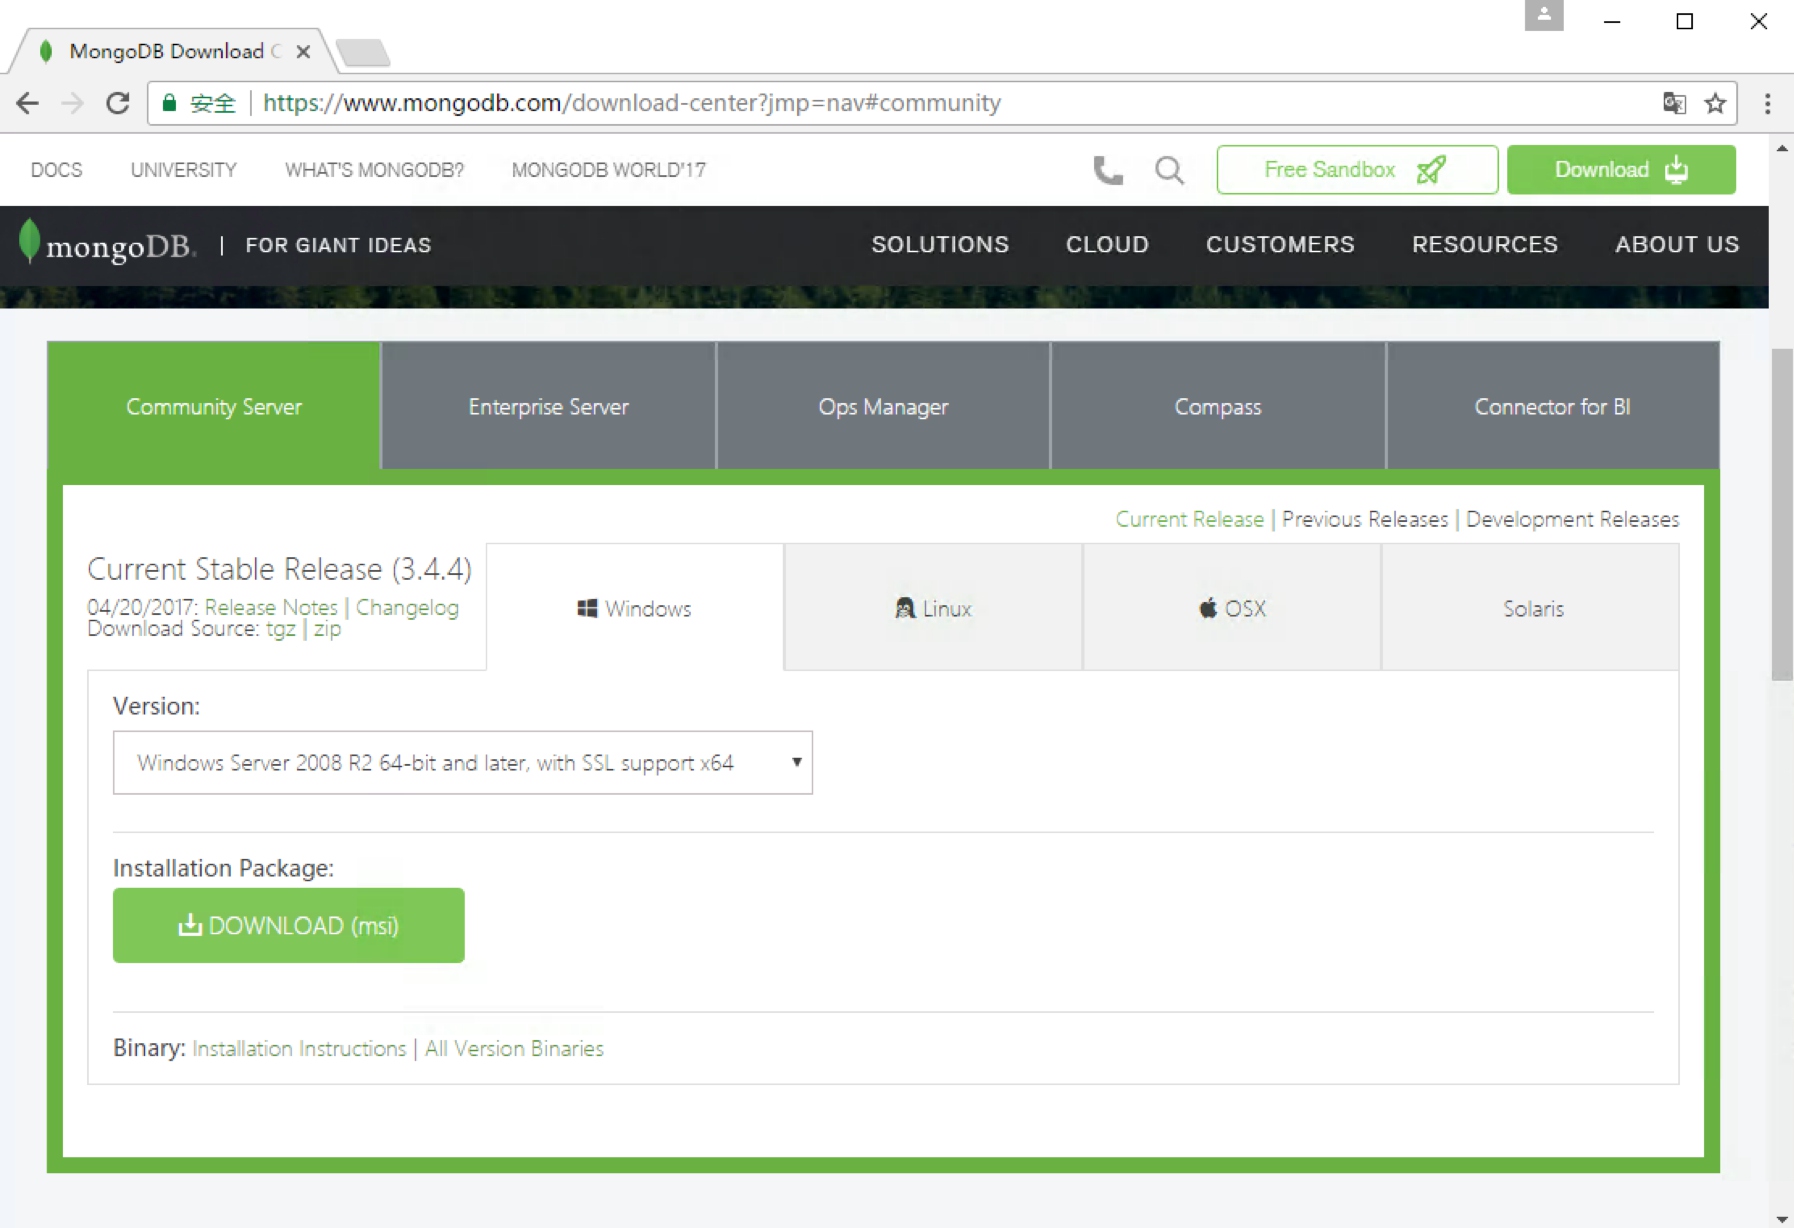 MongoDB Download C
安全 | https://www.mongodb.com/download-center?jmp=nav#community
DOCS UNIVERSITY WHAT'S MONGODB? MONGODB WORLD'17 Free Sandbox Download
mongoDB. | FOR GIANT IDEAS SOLUTIONS CLOUD CUSTOMERS RESOURCES ABOUT US
Community Server Enterprise Server Ops Manager Compass Connector for BI
Current Release | Previous Releases | Development Releases
Current Stable Release (3.4.4)
04/20/2017: Release Notes | Changelog
Download Source: tgz | zip
Windows Linux OSX Solaris
Version:
Windows Server 2008 R2 64-bit and later, with SSL support x64
Installation Package:
DOWNLOAD (msi)
Binary: Installation Instructions | All Version Binaries